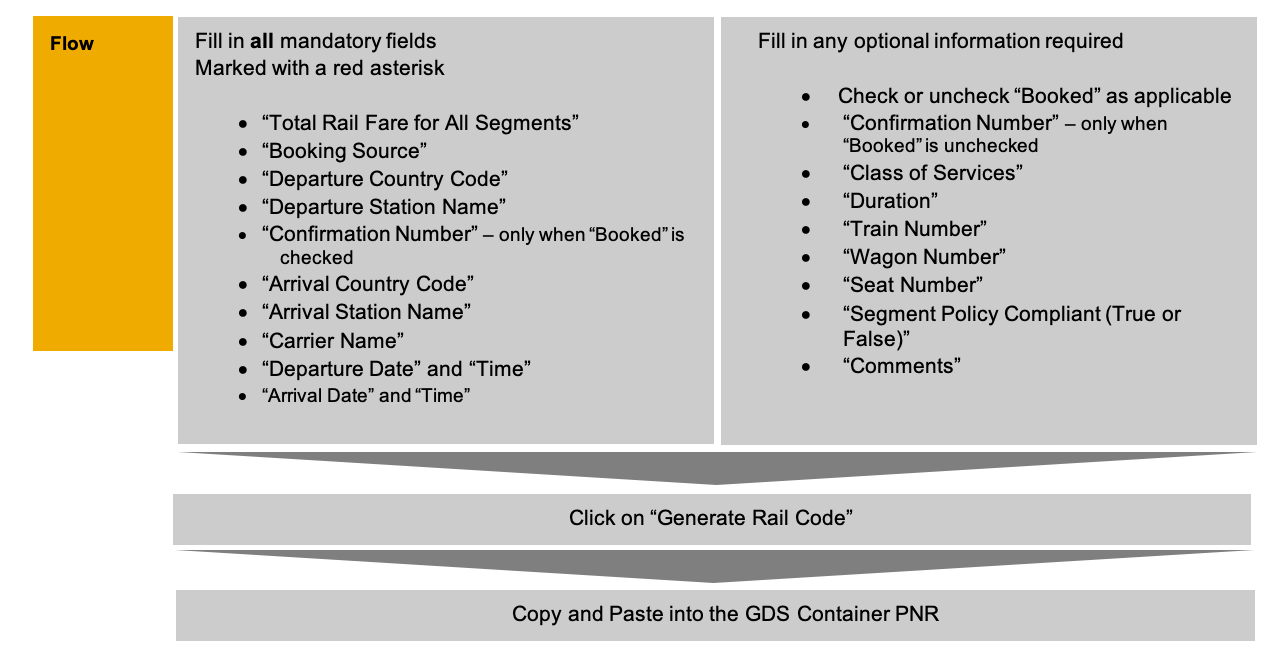 Flow
Fill in all mandatory fields
Marked with a red asterisk
• “Total Rail Fare for All Segments”
• “Booking Source”
• “Departure Country Code”
• “Departure Station Name”
• “Confirmation Number” – only when “Booked” is
checked
• “Arrival Country Code”
• “Arrival Station Name”
• “Carrier Name”
• “Departure Date” and “Time”
• “Arrival Date” and “Time”
Fill in any optional information required
• Check or uncheck “Booked” as applicable
• “Confirmation Number” – only when
“Booked” is unchecked
• “Class of Services”
• “Duration”
• “Train Number”
• “Wagon Number”
• “Seat Number”
• “Segment Policy Compliant (True or
False)”
• “Comments”
Click on “Generate Rail Code”
Copy and Paste into the GDS Container PNR